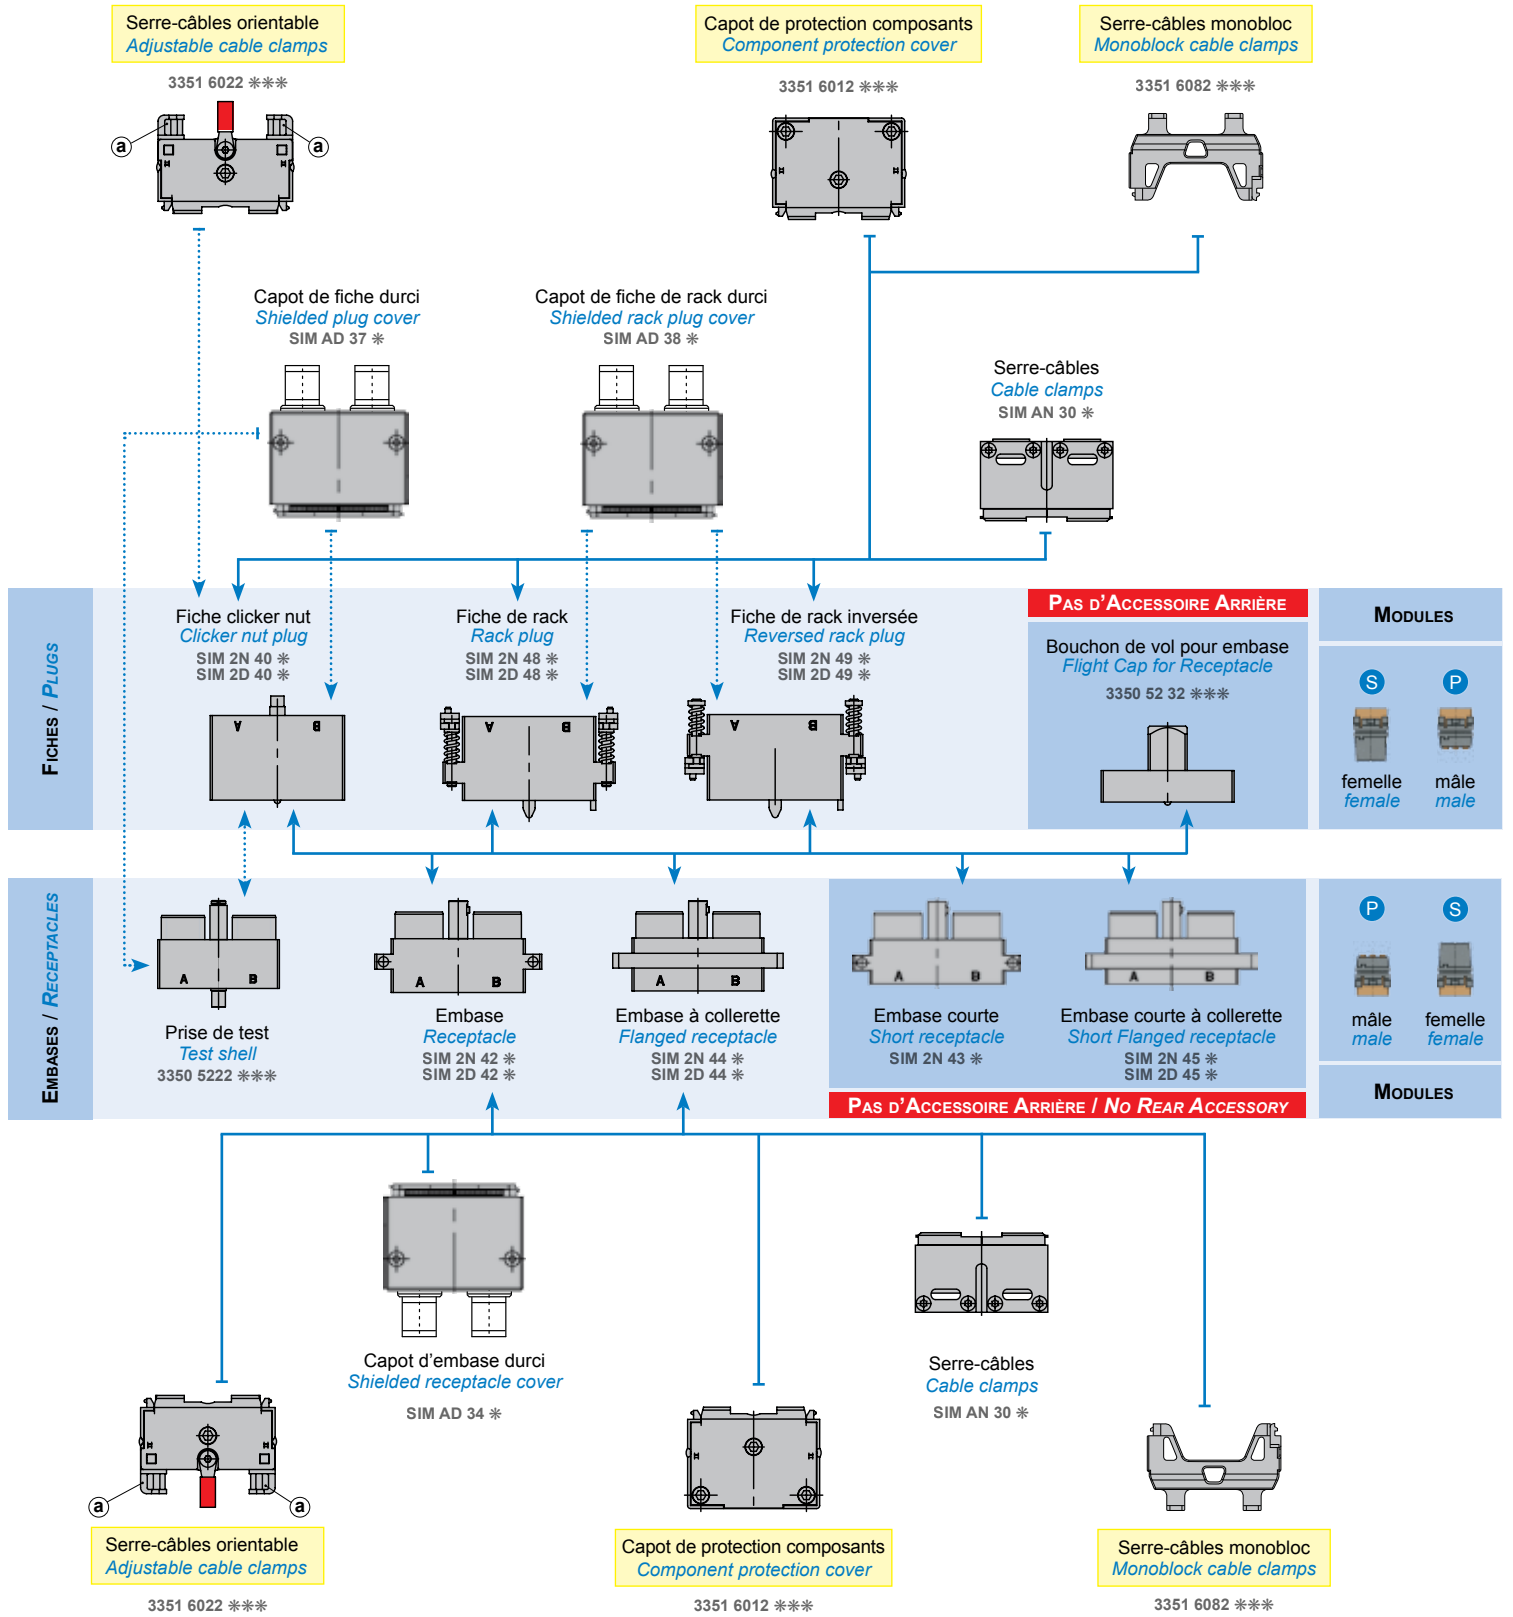 Serre-câbles orientable
Adjustable cable clamps
3351 6022 ✳✳✳
a
a
Capot de protection composants
Component protection cover
3351 6012 ✳✳✳
Serre-câbles monobloc
Monoblock cable clamps
3351 6082 ✳✳✳
Capot de fiche durci
Shielded plug cover
SIM AD 37 ✳
Capot de fiche de rack durci
Shielded rack plug cover
SIM AD 38 ✳
Serre-câbles
Cable clamps
SIM AN 30 ✳
FICHES / PLUGS
Fiche clicker nut
Clicker nut plug
SIM 2N 40 ✳
SIM 2D 40 ✳
A B
Fiche de rack
Rack plug
SIM 2N 48 ✳
SIM 2D 48 ✳
A B
Fiche de rack inversée
Reversed rack plug
SIM 2N 49 ✳
SIM 2D 49 ✳
A B
PAS D'ACCESSOIRE ARRIÈRE
Bouchon de vol pour embase
Flight Cap for Receptacle
3350 52 32 ✳✳✳
MODULES
S P
femelle mâle
female male
EMBASES / RECEPTACLES
A B
Prise de test
Test shell
3350 5222 ✳✳✳
A B
Embase
Receptacle
SIM 2N 42 ✳
SIM 2D 42 ✳
A B
Embase à collerette
Flanged receptacle
SIM 2N 44 ✳
SIM 2D 44 ✳
A B
Embase courte
Short receptacle
SIM 2N 43 ✳
A B
Embase courte à collerette
Short Flanged receptacle
SIM 2N 45 ✳
SIM 2D 45 ✳
PAS D'ACCESSOIRE ARRIÈRE / NO REAR ACCESSORY
P S
mâle femelle
male female
MODULES
Capot d'embase durci
Shielded receptacle cover
SIM AD 34 ✳
Serre-câbles
Cable clamps
SIM AN 30 ✳
a
a
Serre-câbles orientable
Adjustable cable clamps
3351 6022 ✳✳✳
Capot de protection composants
Component protection cover
3351 6012 ✳✳✳
Serre-câbles monobloc
Monoblock cable clamps
3351 6082 ✳✳✳